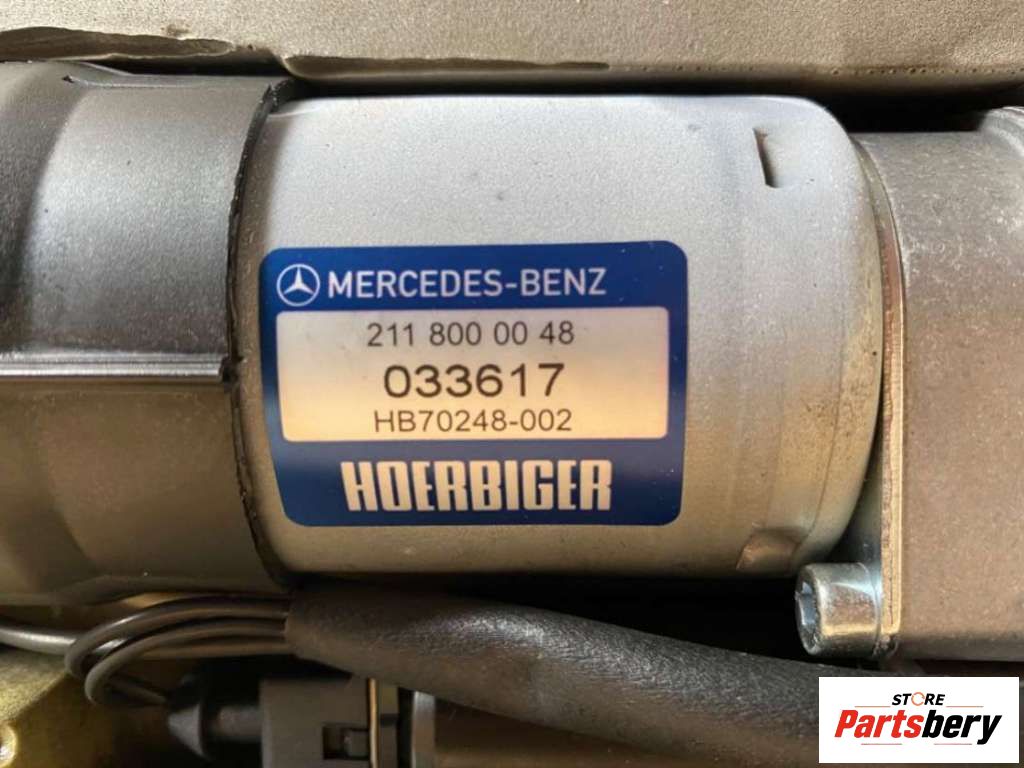 MERCEDES-BENZ
211 800 00 48
033617
HB70248-002
HOERBIGER
STORE
Partsbery